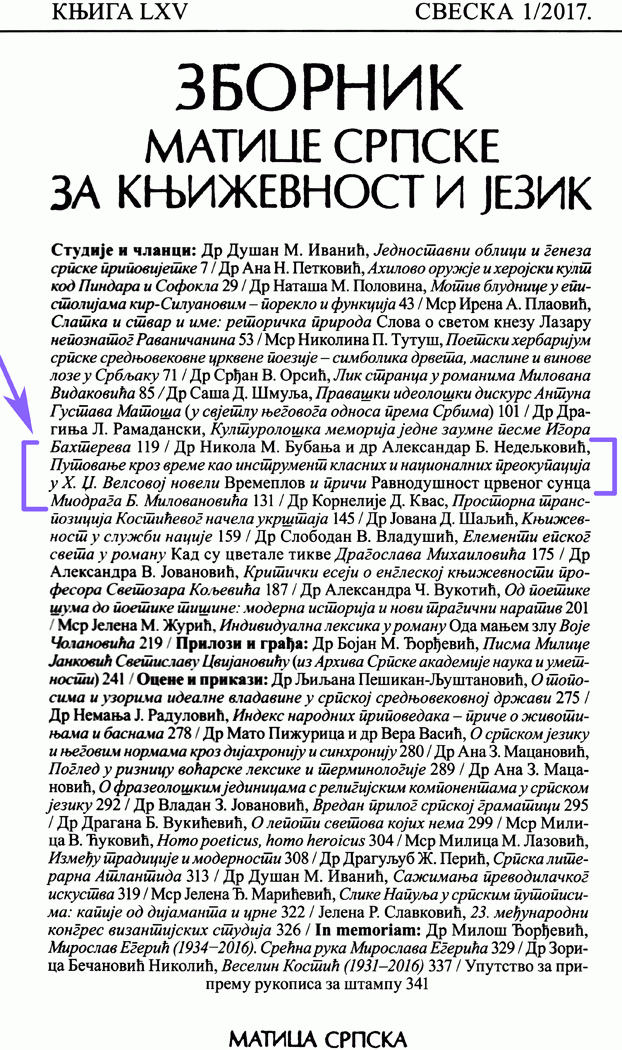 КЊИГА LXV СВЕСКА 1/2017.
ЗБОРНИК
МАТИЦЕ СРПСКЕ
ЗА КЊИЖЕВНОСТ И ЈЕЗИК
Студије и чланци: Др Душан М. Иванић, Једноставни облици и генеза
српске приповијетке 7 / Др Ана Н. Петковић, Ахилово оружје и херојски култ
код Пиндара и Софокла 29 / Др Наташа М. Половина, Мотив блуднице у епи-
столијама кир-Силуановим – порекло и функција 43 / Мср Ирена А. Плаовић,
Слатка и ствар и име: реторичка природа Слова о светом кнезу Лазару
непознатог Раваничанина 53 / Мср Николина П. Тутуш, Поетски хербаријум
српске средњовековне црквене поезије – симболика дрвета, маслине и винове
лозе у Србљаку 71 / Др Срђан В. Орсић, Лик странца у романима Милована
Видаковића 85 / Др Саша Д. Шмуља, Правашки идеолошки дискурс Антуна
Густава Матоша (у свјетлу његовога односа према Србима) 101 / Др Дра-
гиња Л. Рамадански, Културолошка меморија једне заумне песме Игора
Бахтерева 119 / Др Никола М. Бубања и др Александар Б. Недељковић,
Путовање кроз време као инструмент класних и националних преокупација
у Х. Џ. Велсовој новели Времеплов и причи Равнодушност црвеног сунца
Миодрага Б. Миловановића 131 / Др Корнелије Д. Квас, Просторна транс-
позиција Костићевог начела укрштаја 145 / Др Јована Д. Шаљић, Књижев-
ност у служби нације 159 / Др Слободан В. Владушић, Елементи епског
света у роману Кад су цветале тикве Драгослава Михаиловића 175 / Др
Александра В. Јовановић, Критички есеји о енглеској књижевности про-
фесора Светозара Кољевића 187 / Др Александра Ч. Вукотић, Од поетике
шума до поетике тишине: модерна историја и нови трагични наратив 201
/ Мср Јелена М. Журић, Индивидуална лексика у роману Ода мањем злу Воје
Чолановића 219 / Прилози и грађа: Др Бојан М. Ђорђевић, Писма Милице
Јанковић Светиславу Цвијановићу (из Архива Српске академије наука и умет-
ности) 241 / Оцене и прикази: Др Љиљана Пешикан-Љуштановић, О топо-
сима и узорима идеалне владавине у српској средњовековној држави 275 /
Др Немања Ј. Радуловић, Индекс народних приповедака – приче о животи-
њама и баснама 278 / Др Мато Пижурица и др Вера Васић, О српском језику
и његовим нормама кроз дијахронију и синхронију 280 / Др Ана З. Мацановић,
Поглед у ризницу воћарске лексике и терминологије 289 / Др Ана З. Маца-
новић, О фразеолошким јединицама с религијским компонентама у српском
језику 292 / Др Владан З. Јовановић, Вредан прилог српској граматици 295
/ Др Драгана Б. Вукићевић, О лепоти светова којих нема 299 / Мср Мили-
ца В. Ћуковић, Homo poeticus, homo heroicus 304 / Мср Милица М. Лазовић,
Између традиције и модерности 308 / Др Драгуљуб Ж. Перић, Српска лите-
рарна Атлантида 313 / Др Душан М. Иванић, Сажимања преводилачког
искуства 319 / Мср Јелена Ђ. Марићевић, Слике Напуља у српским путописи-
ма: капије од дијаманта и црне 322 / Јелена Р. Славковић, 23. међународни
конгрес византијских студија 326 / In memoriam: Др Милош Ђорђевић,
Мирослав Егерић (1934–2016). Срећна рука Мирослава Егерића 329 / Др Зори-
ца Бечановић Николић, Веселин Костић (1931–2016) 337 / Упутство за при-
прему рукописа за штампу 341
МАТИЦА СРПСКА